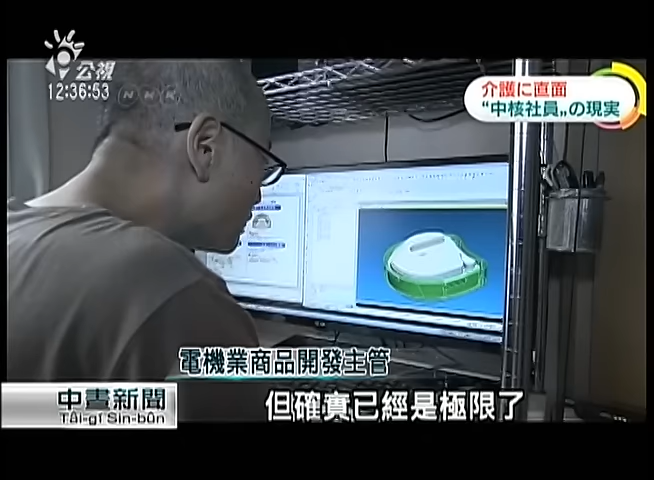 公視
12:36:53
NHK
介護に直面
“中核社員„の現実
電機業商品開發主管
中晝新聞
Tâi-gí Sin-bûn
但確實已經是極限了